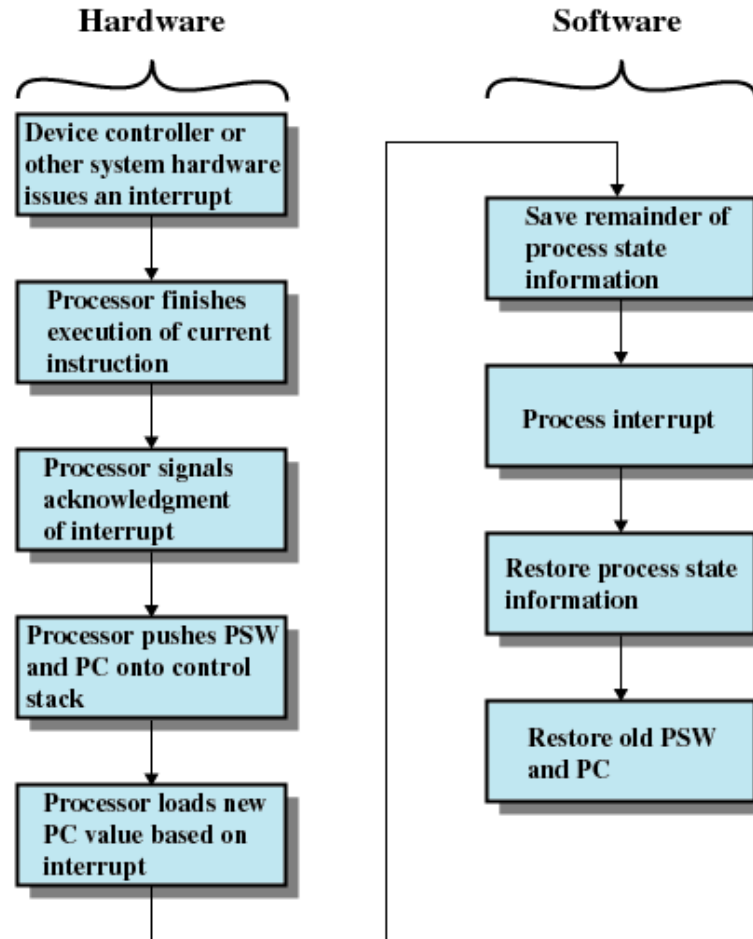 Hardware
Device controller or
other system hardware
issues an interrupt
Processor finishes
execution of current
instruction
Processor signals
acknowledgment
of interrupt
Processor pushes PSW
and PC onto control
stack
Processor loads new
PC value based on
interrupt
Software
Save remainder of
process state
information
Process interrupt
Restore process state
information
Restore old PSW
and PC